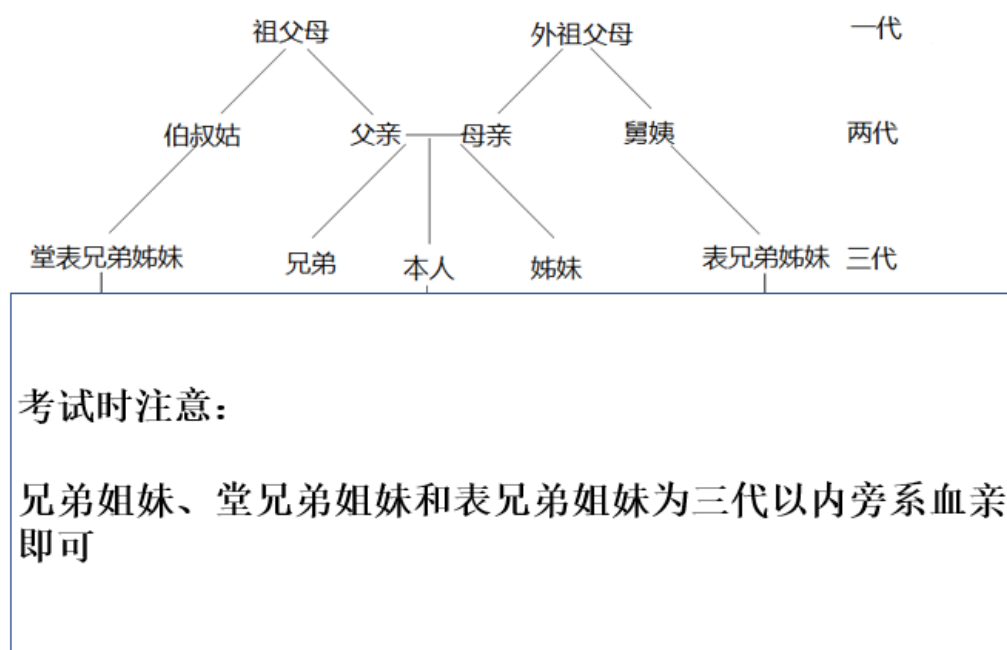 祖父母 外祖父母 一代
伯叔姑 父亲 母亲 舅姨 两代
堂表兄弟姊妹 兄弟 本人 姊妹 表兄弟姊妹 三代
考试时注意：
兄弟姐妹、堂兄弟姐妹和表兄弟姐妹为三代以内旁系血亲
即可